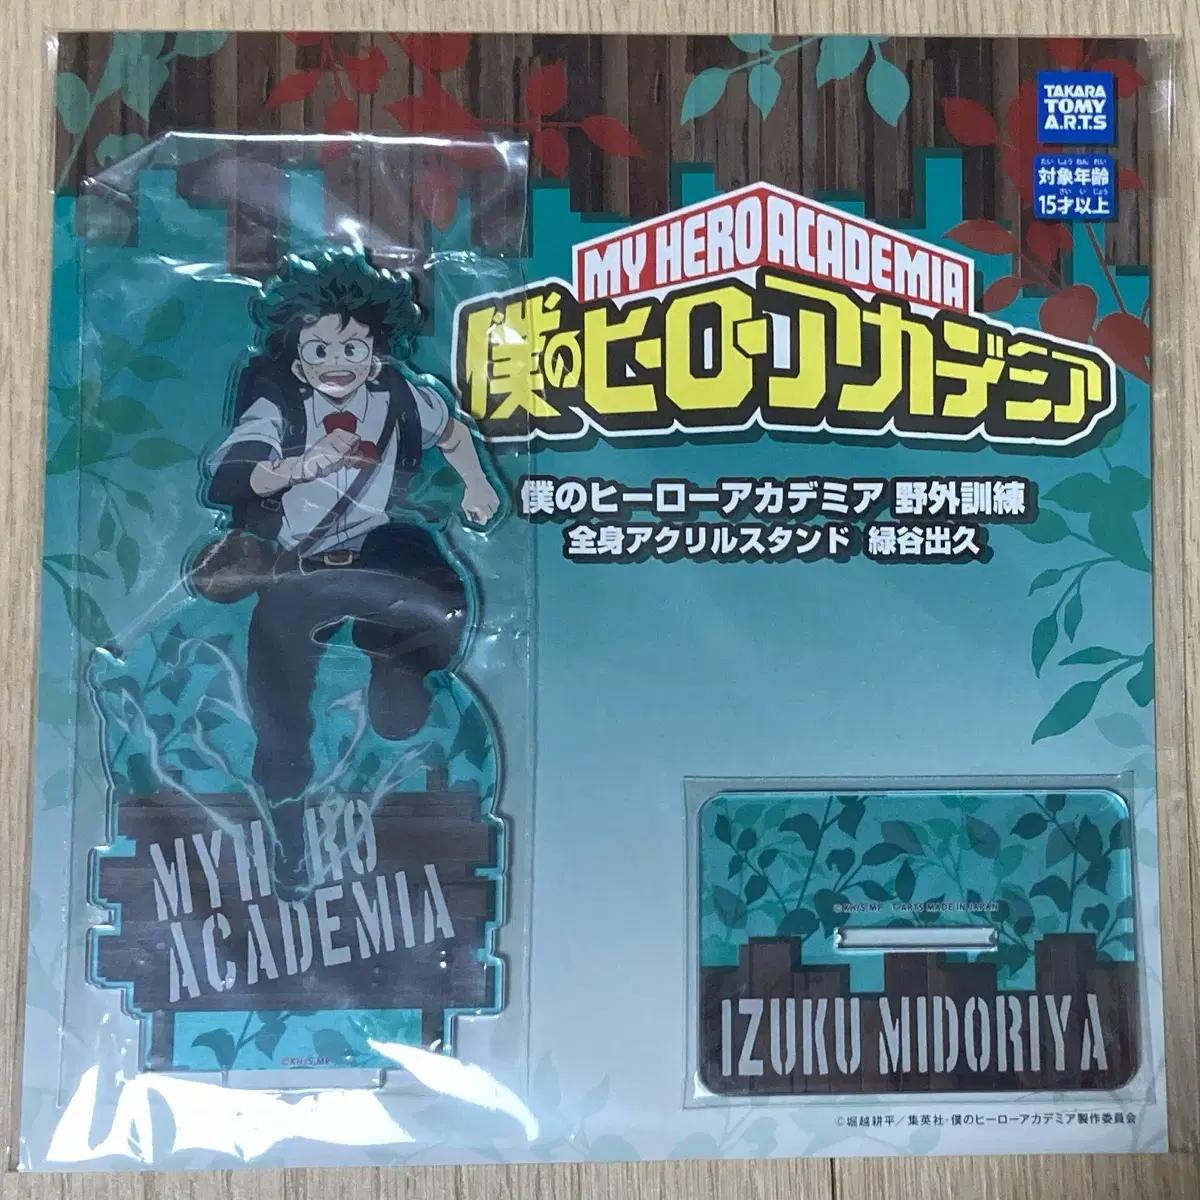 TAKARA
TOMY
A.R.T.S
たいしょうねんれい
対象年齢
さい いじょう
15才以上
MY HERO ACADEMIA
僕のヒーローアカデミア
僕のヒーローアカデミア 野外訓練
全身アクリルスタンド 緑谷出久
MY HERO
ACADEMIA
©KH/S,MP
©KH/S,MP T-ARTS MADE IN JAPAN
IZUKU MIDORIYA
©堀越耕平／集英社・僕のヒーローアカデミア製作委員会